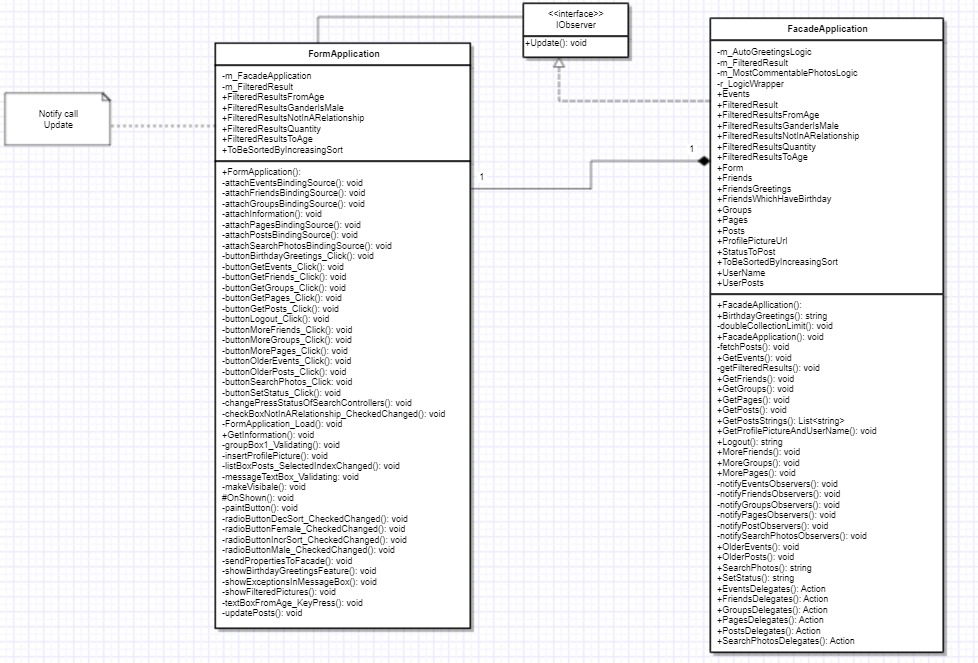 Notify call
Update
FormApplication
-m_FacadeApplication
-m_FilteredResult
+FilteredResultsFromAge
+FilteredResultsGanderIsMale
+FilteredResultsNotInARelationship
+FilteredResultsQuantity
+FilteredResultsToAge
+ToBeSortedByIncreasingSort
+FormApplication():
-attachEventsBindingSource(): void
-attachFriendsBindingSource(): void
-attachGroupsBindingSource(): void
-attachInformation(): void
-attachPagesBindingSource(): void
-attachPostsBindingSource(): void
-attachSearchPhotosBindingSource(): void
-buttonBirthdayGreetings_Click(): void
-buttonGetEvents_Click(): void
-buttonGetFriends_Click(): void
-buttonGetGroups_Click(): void
-buttonGetPages_Click(): void
-buttonGetPosts_Click(): void
-buttonLogout_Click(): void
-buttonMoreFriends_Click(): void
-buttonMoreGroups_Click(): void
-buttonMorePages_Click(): void
-buttonOlderEvents_Click(): void
-buttonOlderPosts_Click(): void
-buttonSearchPhotos_Click: void
-buttonSetStatus_Click(): void
-changePressStatusOfSearchControllers(): void
-checkBoxNotInARelationship_CheckedChanged(): void
-FormApplication_Load(): void
+GetInformation(): void
-groupBox1_Validating(): void
-insertProfilePicture(): void
-listBoxPosts_SelectedIndexChanged(): void
-messageTextBox_Validating: void
-makeVisibale(): void
#OnShown(): void
-paintButton(): void
-radioButtonDecSort_CheckedChanged(): void
-radioButtonFemale_CheckedChanged(): void
-radioButtonIncrSort_CheckedChanged(): void
-radioButtonMale_CheckedChanged(): void
-sendPropertiesToFacade(): void
-showBirthdayGreetingsFeature(): void
-showExceptionsInMessageBox(): void
-showFilteredPictures(): void
-textBoxFromAge_KeyPress(): void
-updatePosts(): void
<<interface>>
IObserver
+Update(): void
1
1
FacadeApplication
-m_AutoGreetingsLogic
-m_FilteredResult
-m_MostCommentablePhotosLogic
-r_LogicWrapper
+Events
+FilteredResult
+FilteredResultsFromAge
+FilteredResultsGanderIsMale
+FilteredResultsNotInARelationship
+FilteredResultsQuantity
+FilteredResultsToAge
+Form
+Friends
+FriendsGreetings
+FriendsWhichHaveBirthday
+Groups
+Pages
+Posts
+ProfilePictureUrl
+StatusToPost
+ToBeSortedByIncreasingSort
+UserName
+UserPosts
+FacadeApllication():
+BirthdayGreetings(): string
-doubleCollectionLimit(): void
+FacadeApplication(): void
-fetchPosts(): void
+GetEvents(): void
-getFilteredResults(): void
+GetFriends(): void
+GetGroups(): void
+GetPages(): void
+GetPosts(): void
+GetPostsStrings(): List<string>
+GetProfilePictureAndUserName(): void
+Logout(): string
+MoreFriends(): void
+MoreGroups(): void
+MorePages(): void
-notifyEventsObservers(): void
-notifyFriendsObservers(): void
-notifyGroupsObservers(): void
-notifyPagesObservers(): void
-notifyPostObservers(): void
-notifySearchPhotosObservers(): void
+OlderEvents(): void
+OlderPosts(): void
+SearchPhotos(): string
+SetStatus(): string
+EventsDelegates(): Action
+FriendsDelegates(): Action
+GroupsDelegates(): Action
+PagesDelegates(): Action
+PostsDelegates(): Action
+SearchPhotosDelegates(): Action